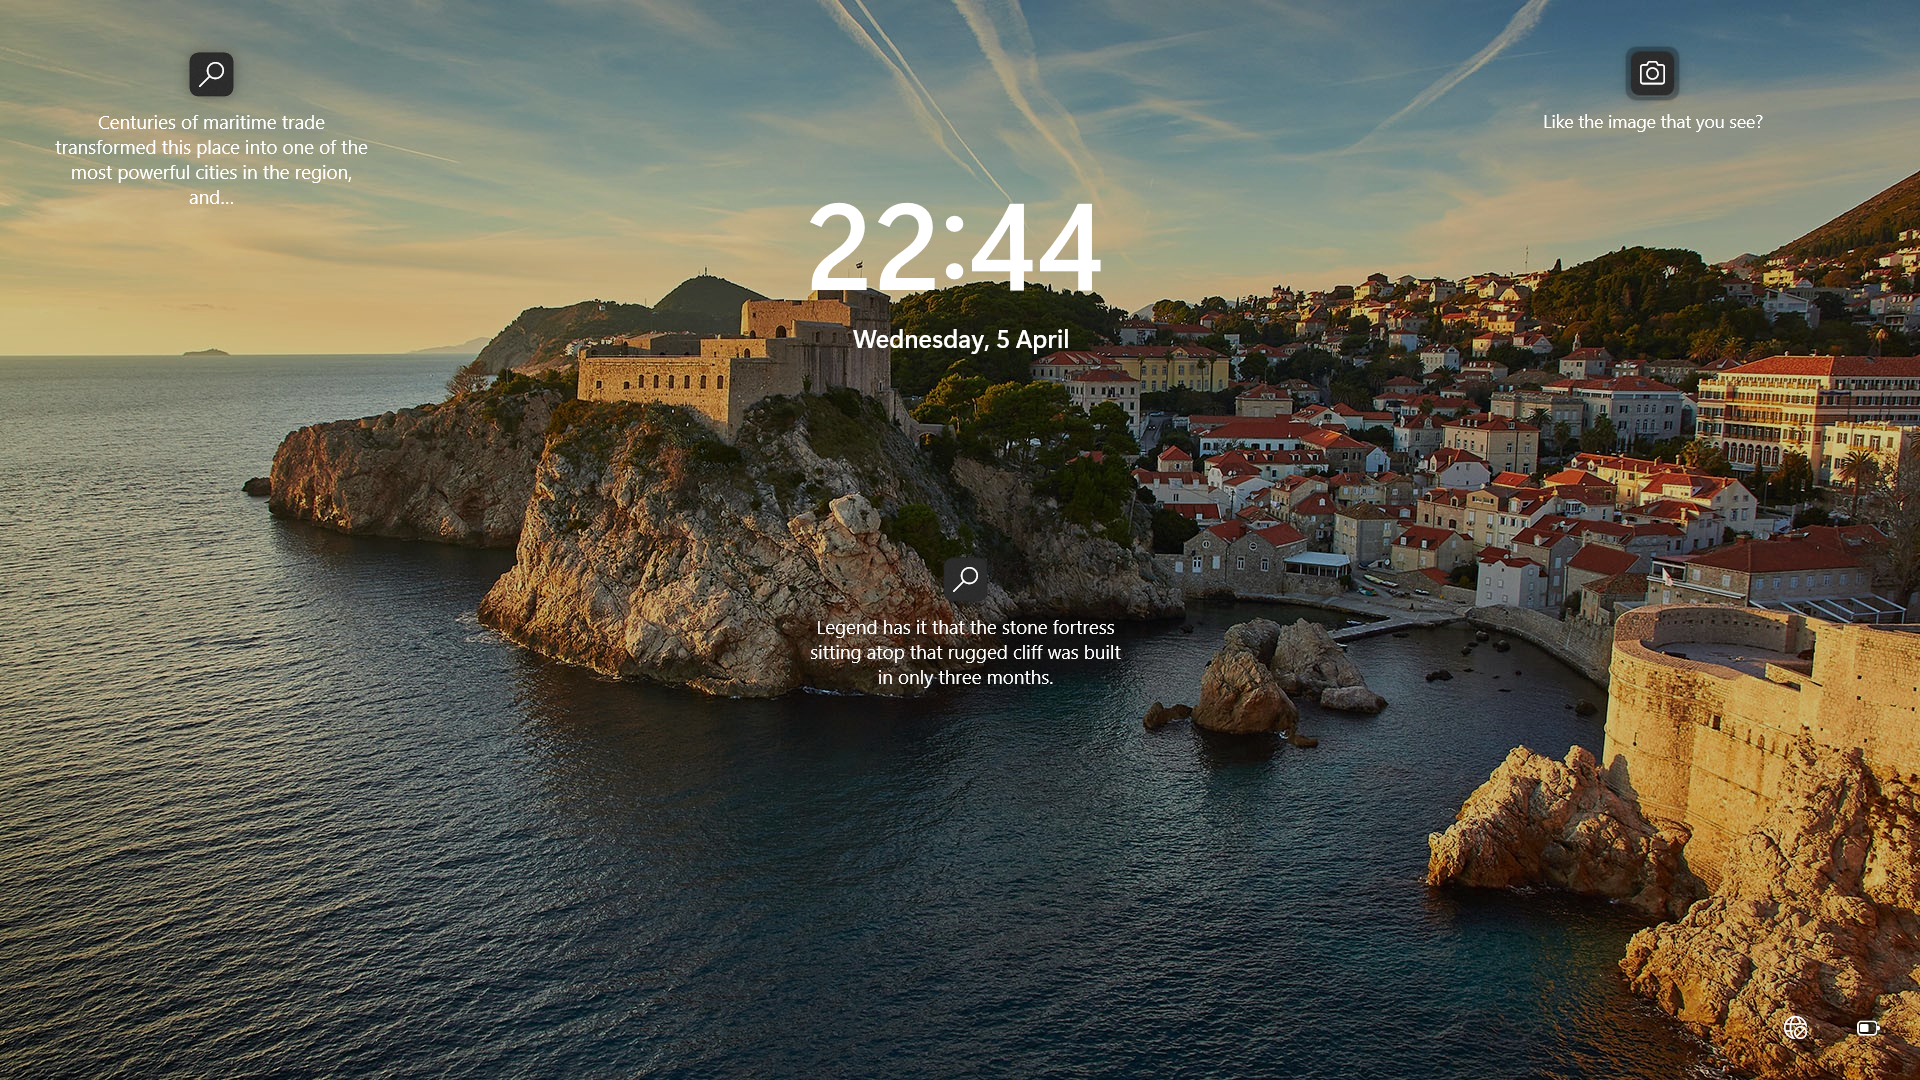 Centuries of maritime trade
transformed this place into one of the
most powerful cities in the region,
and...
Like the image that you see?
22:44
Wednesday, 5 April
Legend has it that the stone fortress
sitting atop that rugged cliff was built
in only three months.